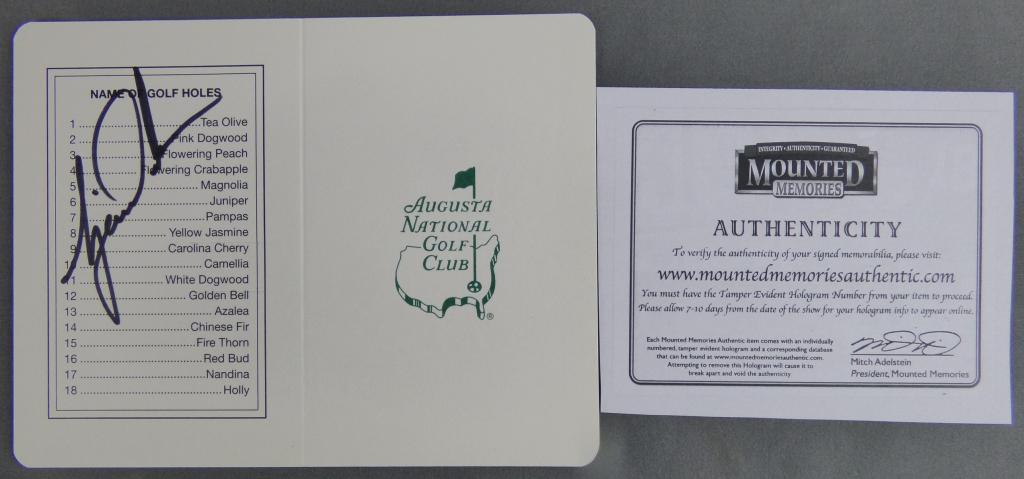 NAME OF GOLF HOLES
1 Tea Olive
2 Pink Dogwood
3 Flowering Peach
4 Flowering Crabapple
5 Magnolia
6 Juniper
7 Pampas
8 Yellow Jasmine
9 Carolina Cherry
10 Camellia
11 White Dogwood
12 Golden Bell
13 Azalea
14 Chinese Fir
15 Fire Thorn
16 Red Bud
17 Nandina
18 Holly
AUGUSTA
NATIONAL
GOLF
CLUB
®
INTEGRITY • AUTHENTICITY • GUARANTEED
MOUNTED
MEMORIES
AUTHENTICITY
To verify the authenticity of your signed memorabilia, please visit:
www.mountedmemoriesauthentic.com
You must have the Tamper Evident Hologram Number from your item to proceed.
Please allow 7-10 days from the date of the show for your hologram info to appear online.
Each Mounted Memories Authentic item comes with an individually
numbered, tamper evident hologram and a corresponding database
that can be found at www.mountedmemoriesauthentic.com.
Attempting to remove this Hologram will cause it to
break apart and void the authenticity
Mitch Adelstein
President, Mounted Memories